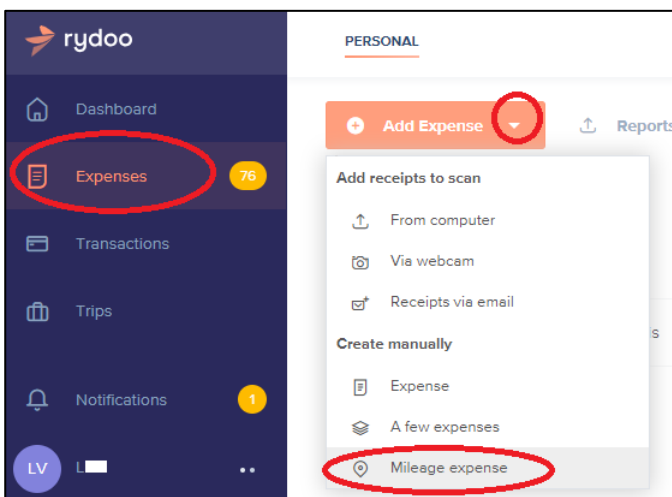 rydoo
Dashboard
Expenses 76
Transactions
Trips
Notifications 1
LV L
PERSONAL
Add Expense
Reports
Add receipts to scan
From computer
Via webcam
Receipts via email
Create manually
Expense
A few expenses
Mileage expense
s